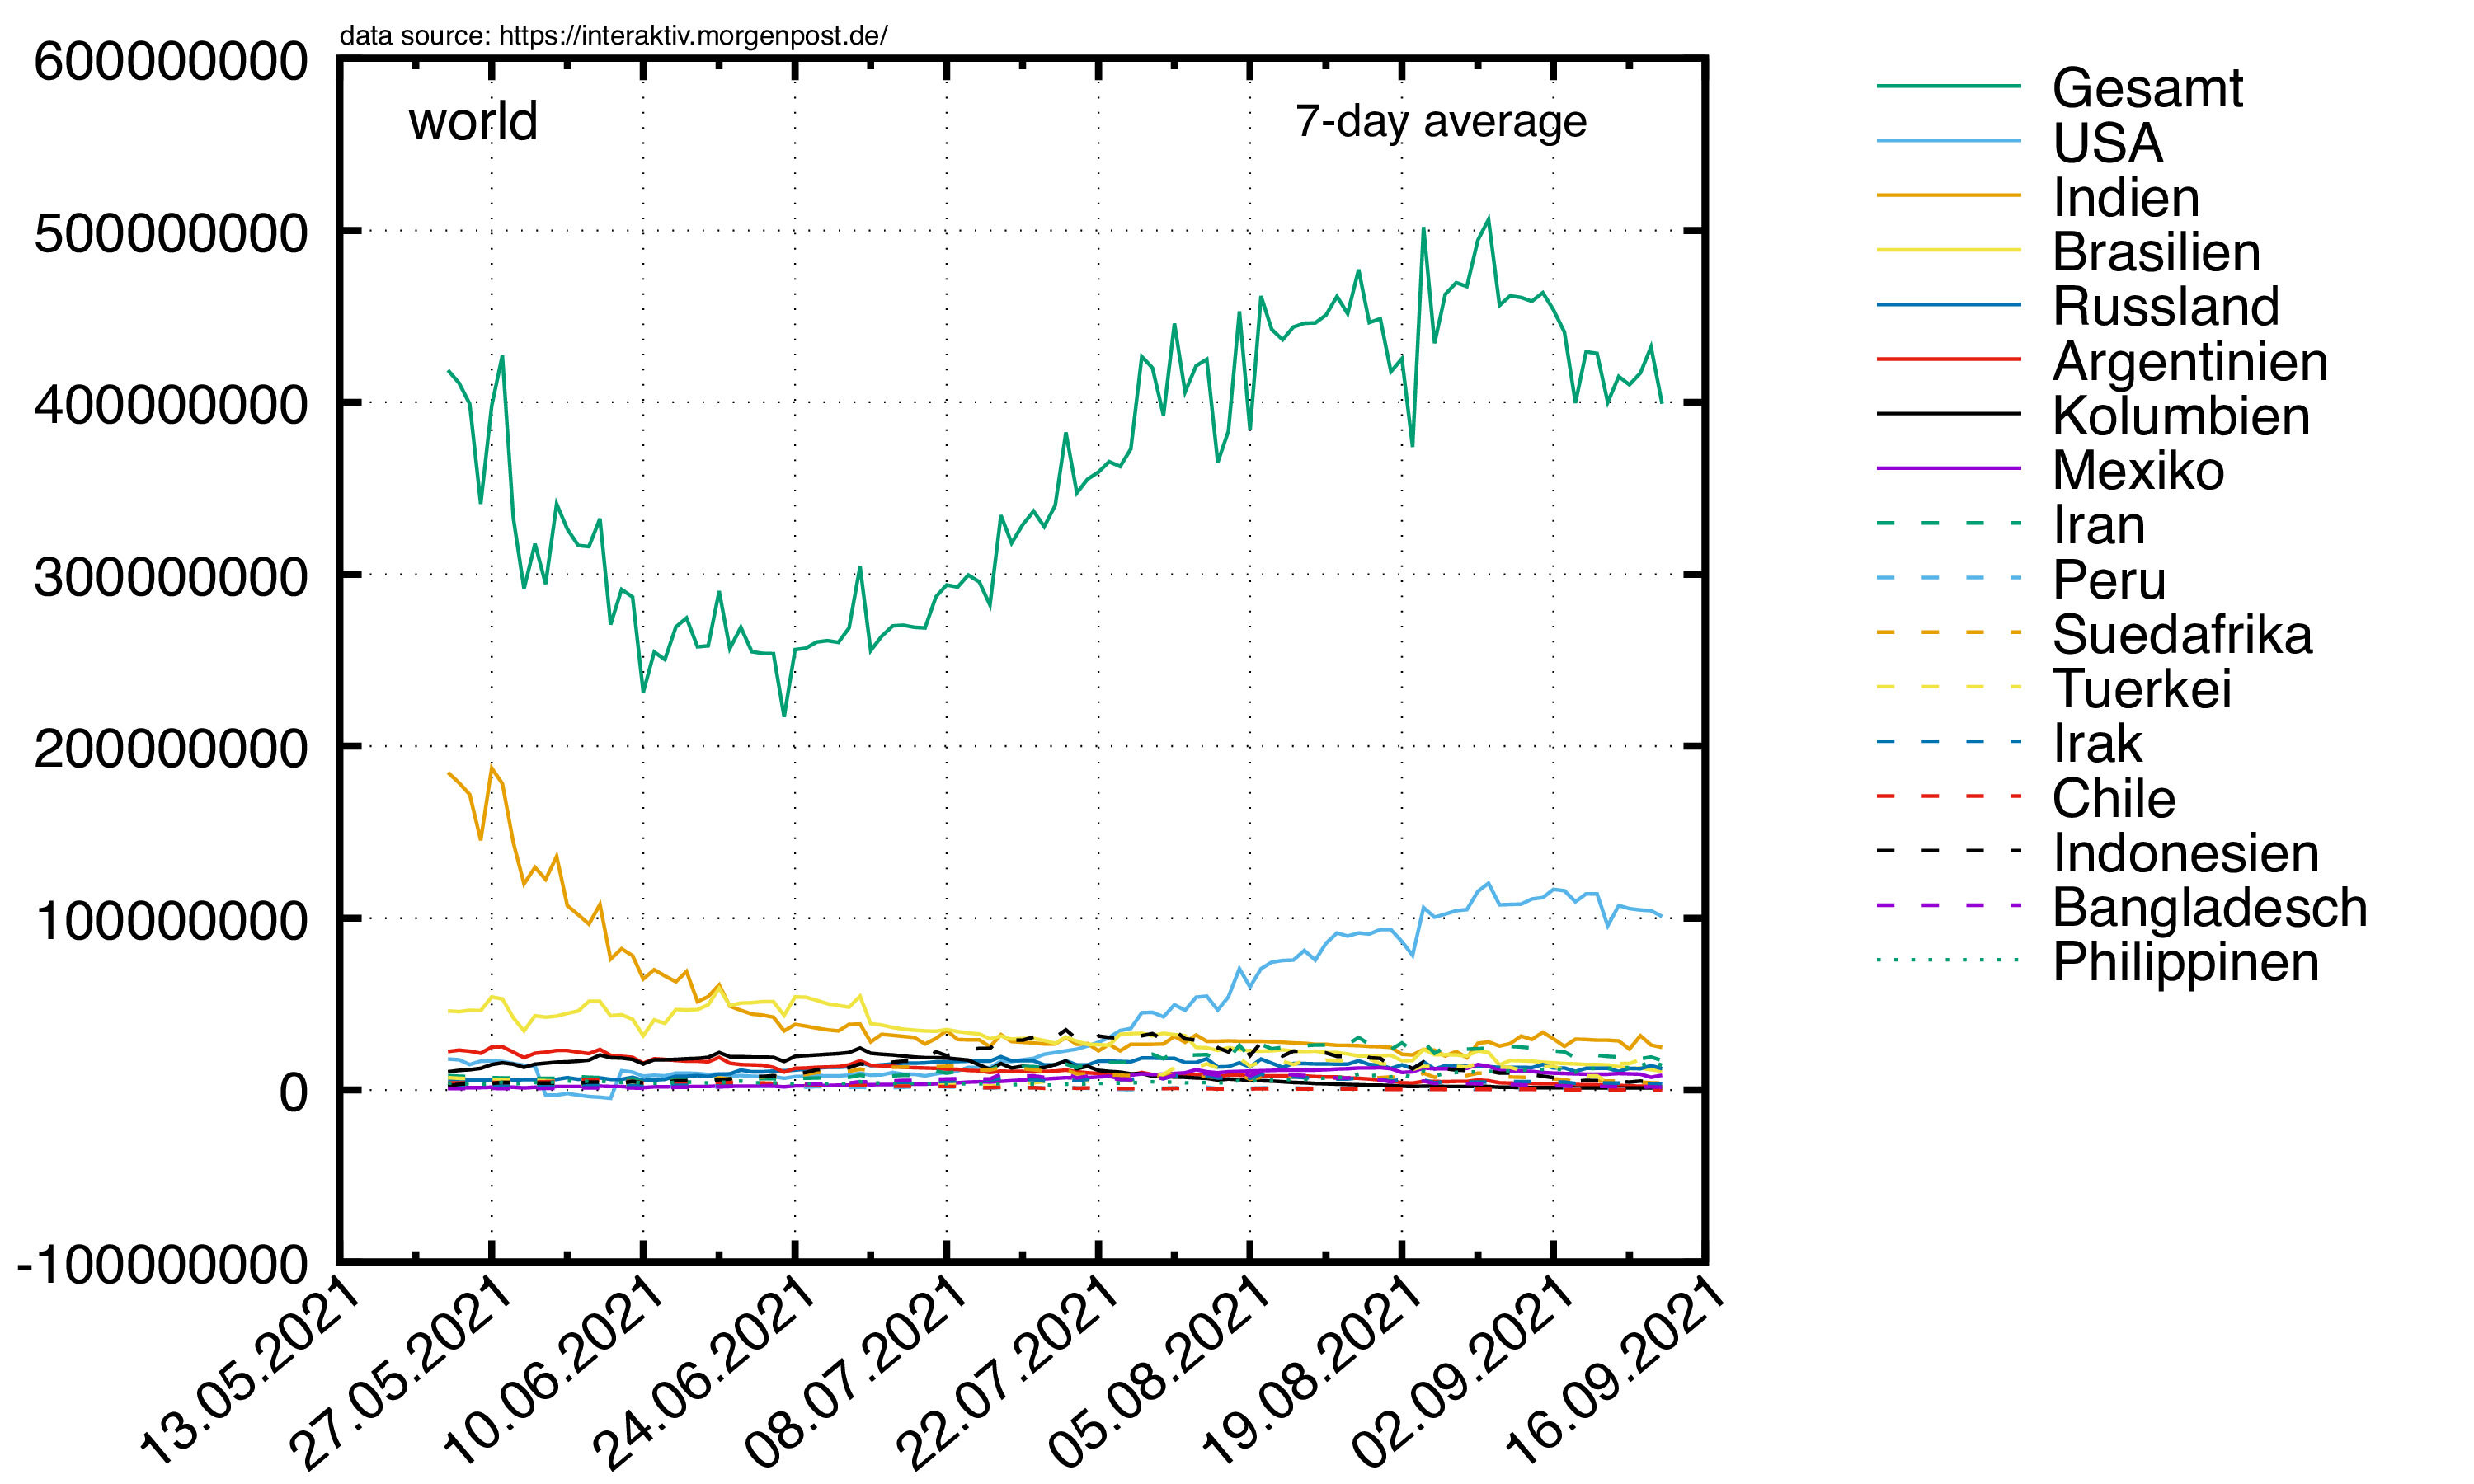 data source: https://interaktiv.morgenpost.de/
world
7-day average
600000000
500000000
400000000
300000000
200000000
100000000
0
-100000000
13.05.2021
27.05.2021
10.06.2021
24.06.2021
08.07.2021
22.07.2021
05.08.2021
19.08.2021
02.09.2021
16.09.2021
Gesamt
USA
Indien
Brasilien
Russland
Argentinien
Kolumbien
Mexiko
Iran
Peru
Suedafrika
Tuerkei
Irak
Chile
Indonesien
Bangladesch
Philippinen